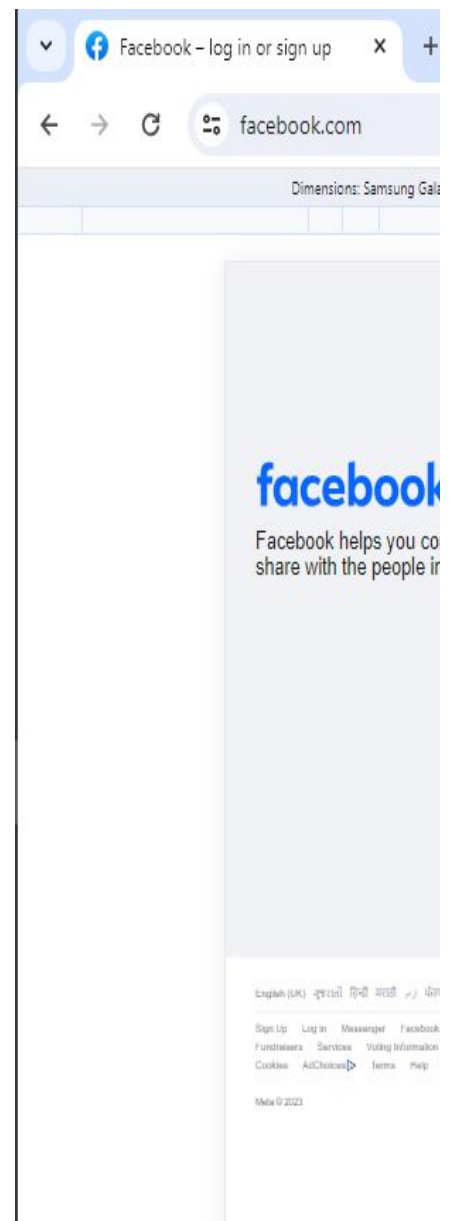 Facebook – log in or sign up
facebook.com
Dimensions: Samsung Gala
facebook
Facebook helps you co
share with the people in
English (UK) ગુજરાતી हिन्दी मराठी اردو ਪੰਜਾ
Sign Up Log in Messenger Facebook
Fundraisers Services Voting Information
Cookies AdChoices Terms Help
Meta © 2023